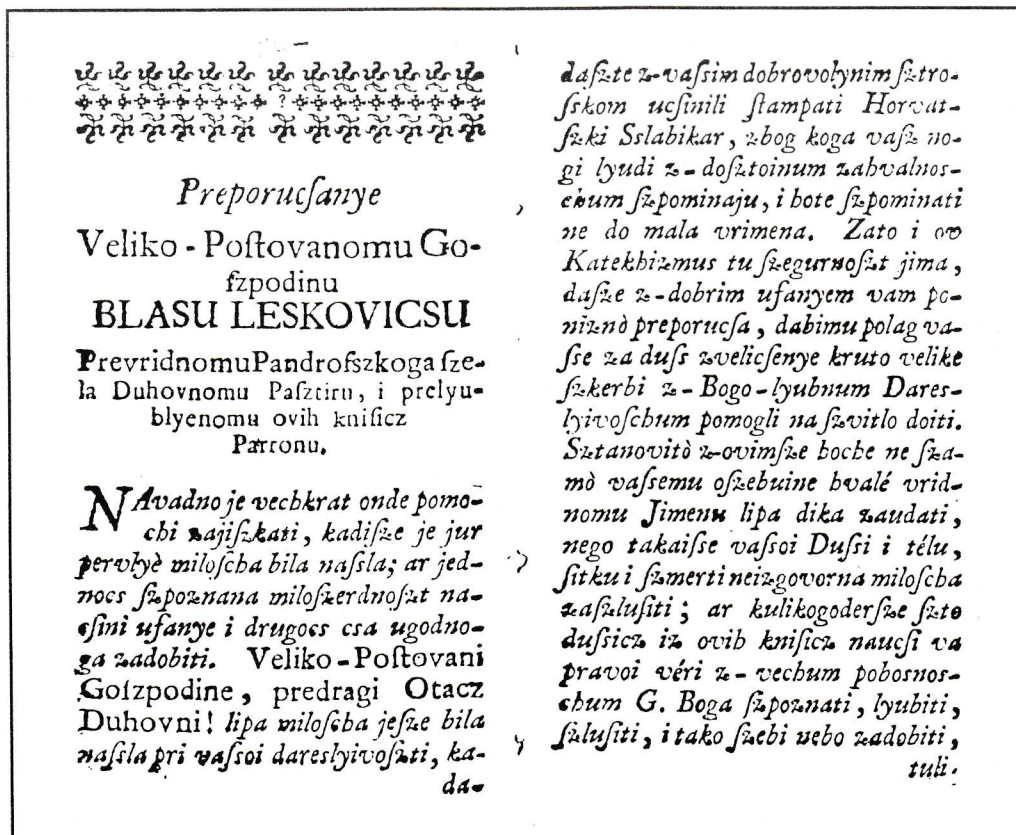 Preporucſanye
Veliko-Poſtovanomu Go-
ſzpodinu
BLASU LESKOVICSU
Prevridnomu Pandrofszkoga ſze-
la Duhovnomu Paſztiru, i prelyu-
blyenomu ovih kniſicz
Patronu.
NAvadno je vechkrat onde pomo-
chi zajiſzkati, kadiſze je jur
pervlyè miloſcha bila naſsla; ar jed-
nocs ſzpoznana miloſzerdnoſzt na-
cſini ufanye i drugocs csa ugodno-
ga zadobiti. Veliko-Poſtovani
Goſzpodine, predragi Otacz
Duhovni! lipa miloſcha jeſze bila
naſsla pri vaſsoi dareslyivoſzti, ka-
da-
daſzte z-vaſsim dobrovolynim ſztro-
ſskom ucſinili ſtampati Horvat-
ſzki Sslabikar, zbog koga vaſz no-
gi lyudi z-doſztoinum zahvalnos-
chum ſzpominaju, i hote ſzpominati
ne do mala vrimena. Zato i ov
Katekhizmus tu ſzegurnoſzt jima,
daſze z-dobrim ufanyem vam po-
niznò preporucſa, dabimu polag va-
ſse za duſs zvelicſenye kruto velike
ſzkerbi z-Bogo-lyubnum Dares-
lyivoſchum pomogli na ſzvitlo doiti.
Sztanovitò z-ovimſze hoche ne ſza-
mò vaſsemu oſzebuine hvalé vrid-
nomu Jimenu lipa dika zaudati,
nego takaiſse vaſsoi Duſsi i télu,
ſitku i ſzmerti neizgovorna miloſcha
zaſzluſiti; ar kulikogoderſze ſzto
duſsicz iz ovih kniſicz naucſi va
pravoi véri z-vechum pobosnos-
chum G. Boga ſzpoznati, lyubiti,
ſzluſiti, i tako ſzebi nebo zadobiti,
tuli.